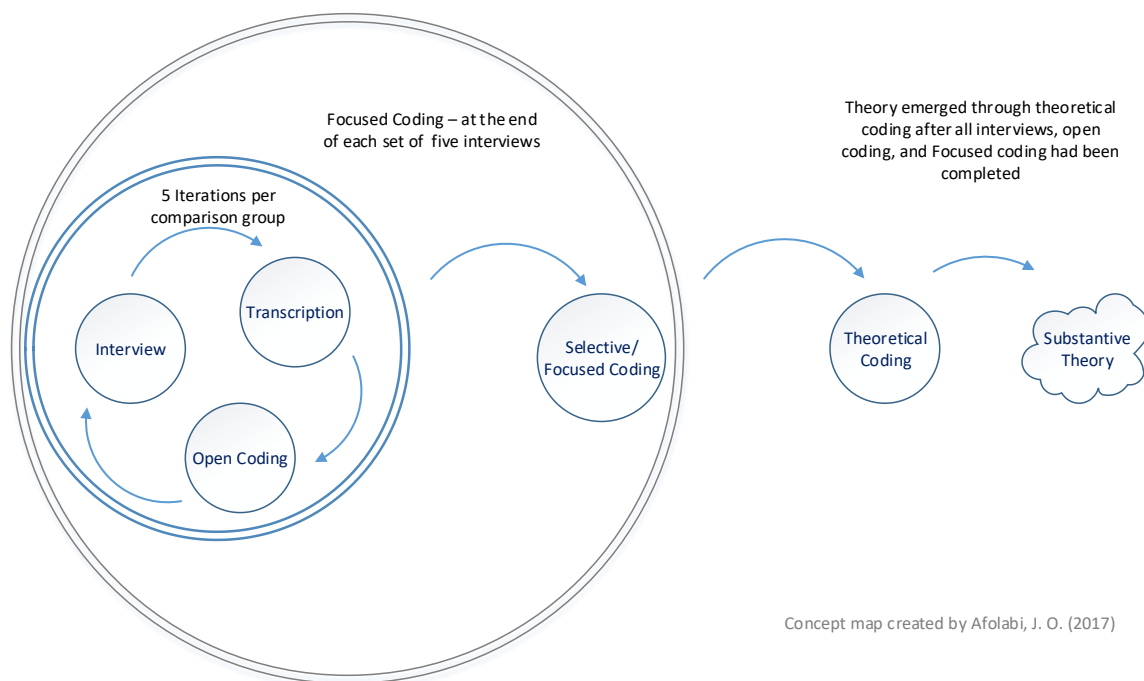 Focused Coding – at the end
of each set of five interviews
Theory emerged through theoretical
coding after all interviews, open
coding, and Focused coding had been
completed
5 Iterations per
comparison group
Interview
Transcription
Open Coding
Selective/
Focused Coding
Theoretical
Coding
Substantive
Theory
Concept map created by Afolabi, J. O. (2017)